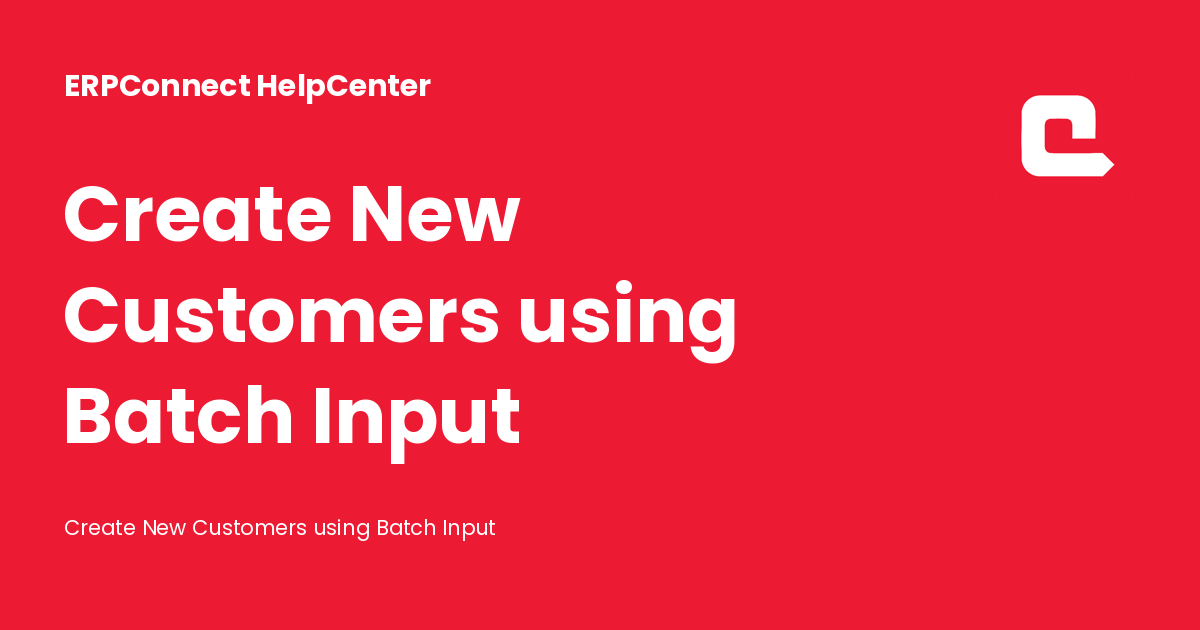 ERPConnect HelpCenter
Create New
Customers using
Batch Input
Create New Customers using Batch Input